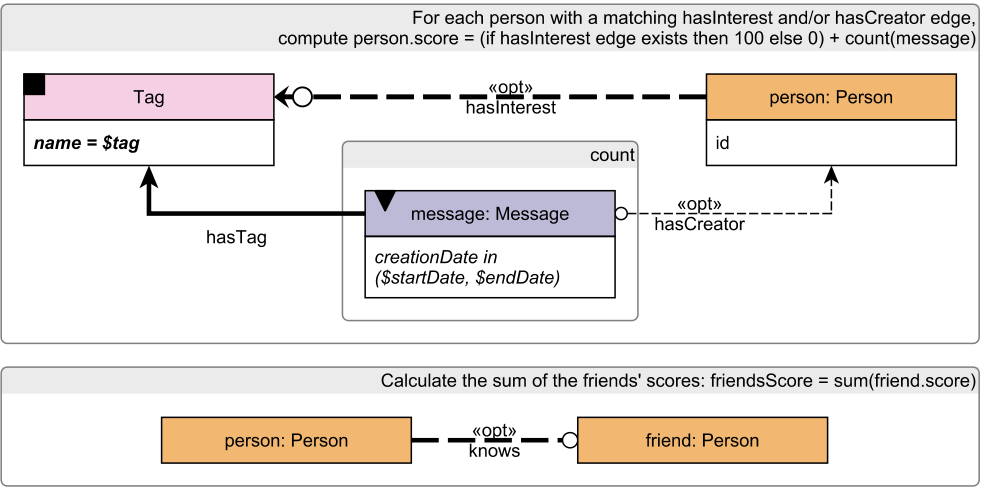 For each person with a matching hasInterest and/or hasCreator edge,
compute person.score = (if hasInterest edge exists then 100 else 0) + count(message)
Tag
name = $tag
«opt»
hasInterest
person: Person
id
count
message: Message
creationDate in
($startDate, $endDate)
hasTag
«opt»
hasCreator
Calculate the sum of the friends' scores: friendsScore = sum(friend.score)
person: Person
«opt»
knows
friend: Person